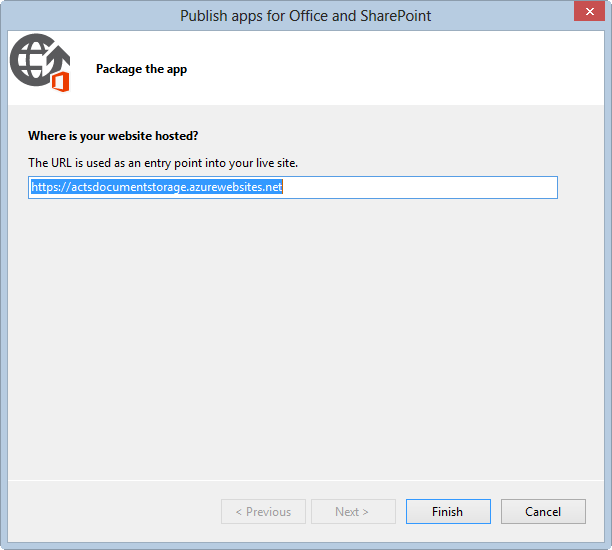 Publish apps for Office and SharePoint
Package the app
Where is your website hosted?
The URL is used as an entry point into your live site.
https://actsdocumentstorage.azurewebsites.net
< Previous
Next >
Finish
Cancel